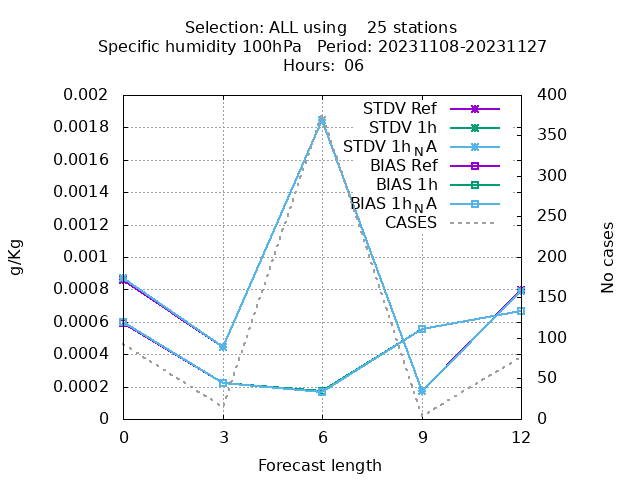 Selection: ALL using    25 stations
Specific humidity 100hPa   Period: 20231108-20231127
Hours:  06
0.002
0.0018
0.0016
0.0014
0.0012
0.001
0.0008
0.0006
0.0004
0.0002
0
g/Kg
STDV Ref
STDV 1h
STDV 1hNA
BIAS Ref
BIAS 1h
BIAS 1hNA
CASES
400
350
300
250
200
150
100
50
0
No cases
0 3 6 9 12
Forecast length